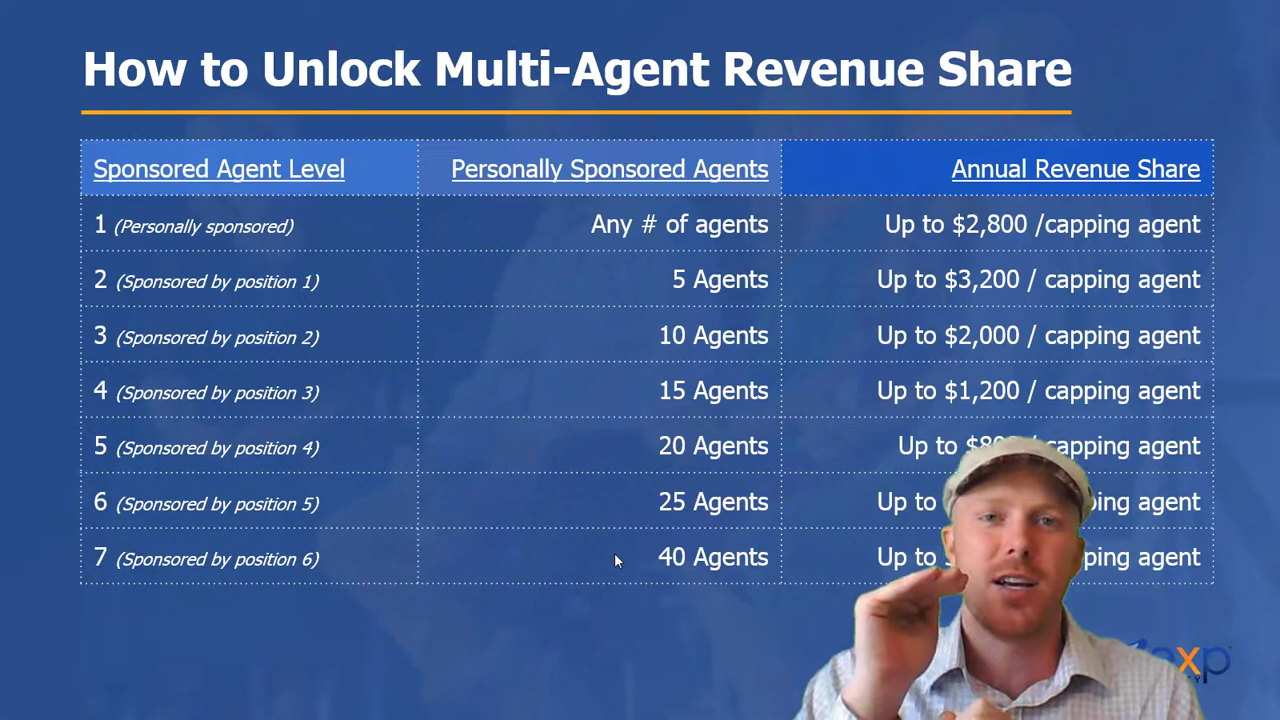 How to Unlock Multi-Agent Revenue Share
Sponsored Agent Level Personally Sponsored Agents Annual Revenue Share
1 (Personally sponsored) Any # of agents Up to $2,800 /capping agent
2 (Sponsored by position 1) 5 Agents Up to $3,200 / capping agent
3 (Sponsored by position 2) 10 Agents Up to $2,000 / capping agent
4 (Sponsored by position 3) 15 Agents Up to $1,200 / capping agent
5 (Sponsored by position 4) 20 Agents Up to capping agent
6 (Sponsored by position 5) 25 Agents Up to agent
7 (Sponsored by position 6) 40 Agents Up to agent
exp